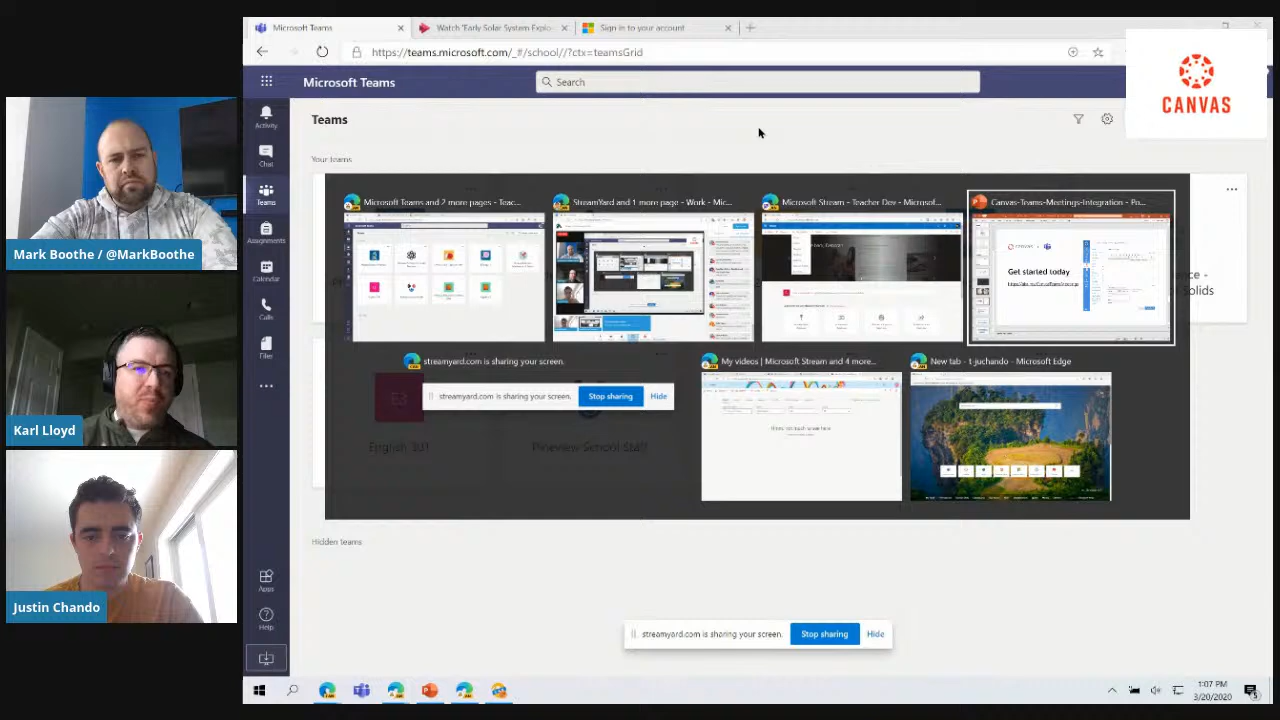 Microsoft Teams
Watch 'Early Solar System Explo
Sign in to your account
https://teams.microsoft.com/_#/school//?ctx=teamsGrid
Microsoft Teams
Search
CANVAS
Activity
Chat
Teams
Assignments
Calendar
Calls
Files
Teams
Your teams
Microsoft Teams and 2 more pages - Teac...
StreamYard and 1 more page - Work - Mic...
Microsoft Stream - Teacher Dev - Microsof...
Canvas-Teams-Meetings-Integration - Po...
Get started today
nce -
Solids
streamyard.com is sharing your screen.
My videos | Microsoft Stream and 4 more...
New tab - t-juchando - Microsoft Edge
streamyard.com is sharing your screen.
Stop sharing
Hide
English 301
Pineview School Staff
Hidden teams
Apps
Help
streamyard.com is sharing your screen.
Stop sharing
Hide
1:07 PM
3/20/2020
Mark Boothe / @MarkBoothe
Karl Lloyd
Justin Chando